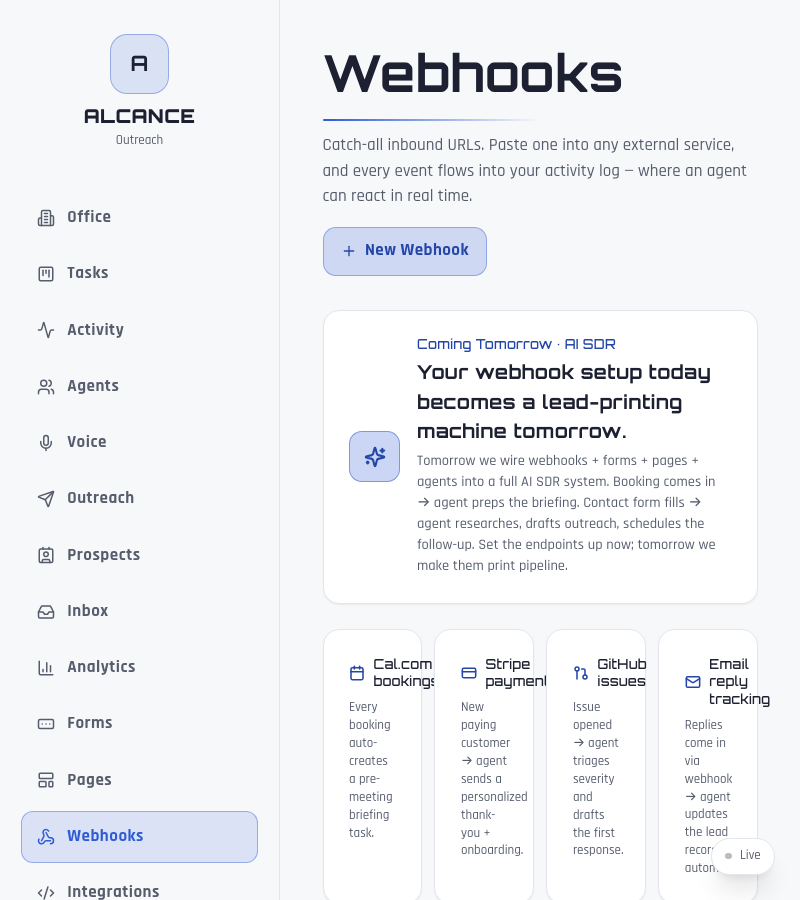 A
ALCANCE
Outreach
Office
Tasks
Activity
Agents
Voice
Outreach
Prospects
Inbox
Analytics
Forms
Pages
Webhooks
Integrations
Webhooks
Catch-all inbound URLs. Paste one into any external service,
and every event flows into your activity log — where an agent
can react in real time.
New Webhook
Coming Tomorrow · AI SDR
Your webhook setup today
becomes a lead-printing
machine tomorrow.
Tomorrow we wire webhooks + forms + pages +
agents into a full AI SDR system. Booking comes in
→ agent preps the briefing. Contact form fills →
agent researches, drafts outreach, schedules the
follow-up. Set the endpoints up now; tomorrow we
make them print pipeline.
Cal.com
bookings
Every
booking
auto-
creates
a pre-
meeting
briefing
task.
Stripe
payment
New
paying
customer
→ agent
sends a
personalized
thank-
you +
onboarding.
GitHub
issues
Issue
opened
→ agent
triages
severity
and
drafts
the first
response.
Email
reply
tracking
Replies
come in
via
webhook
→ agent
updates
the lead
Live